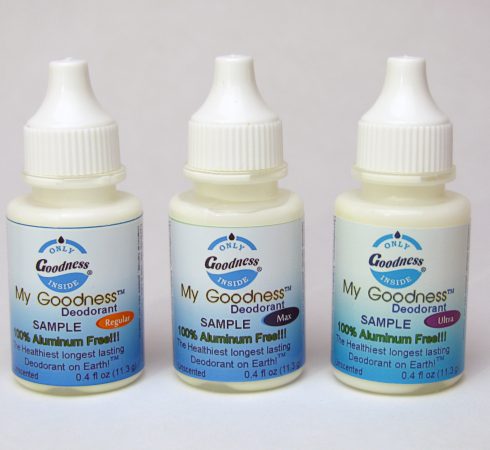 ONLY
Goodness®
INSIDE
My Goodness™
Deodorant
SAMPLE Regular
100% Aluminum Free!!!
The Healthiest longest lasting
Deodorant on Earth!™
Unscented 0.4 fl oz (11.3 g)
ONLY
Goodness®
INSIDE
My Goodness™
Deodorant
SAMPLE Max
100% Aluminum Free!!!
The Healthiest longest lasting
Deodorant on Earth!™
Unscented 0.4 fl oz (11.3 g)
ONLY
Goodness®
INSIDE
My Goodness™
Deodorant
SAMPLE Ultra
100% Aluminum Free!!!
The Healthiest longest lasting
Deodorant on Earth!™
Unscented 0.4 fl oz (11.3 g)